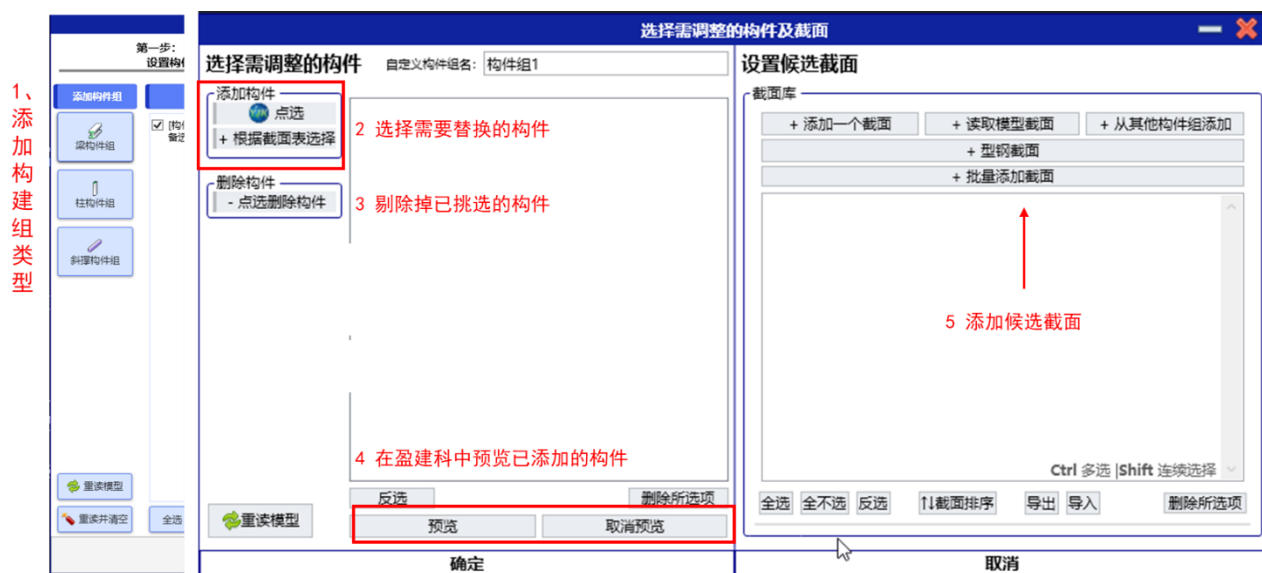 选择需调整的构件及截面
第一步:
设置构
1、添加构建组类型
添加构件组
梁构件组
柱构件组
斜撑构件组
重读模型
重读并清空
全选
选择需调整的构件
自定义构件组名: 构件组1
添加构件
点选
+ 根据截面表选择
2 选择需要替换的构件
删除构件
- 点选删除构件
3 剔除掉已挑选的构件
4 在盈建科中预览已添加的构件
反选
删除所选项
重读模型
预览
取消预览
确定
设置候选截面
截面库
+ 添加一个截面
+ 读取模型截面
+ 从其他构件组添加
+ 型钢截面
+ 批量添加截面
5 添加候选截面
Ctrl 多选 |Shift 连续选择
全选
全不选
反选
↑↓截面排序
导出
导入
删除所选项
取消